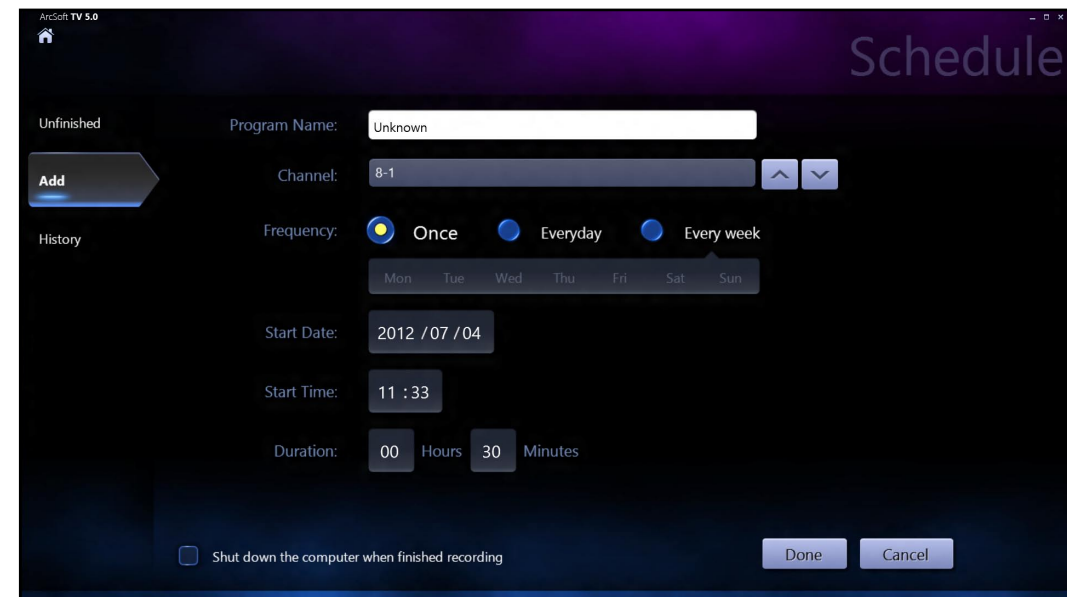 ArcSoft TV 5.0
Schedule
Unfinished
Add
History
Program Name: Unknown
Channel: 8-1
Frequency: Once Everyday Every week
Mon Tue Wed Thu Fri Sat Sun
Start Date: 2012 / 07 / 04
Start Time: 11 : 33
Duration: 00 Hours 30 Minutes
Shut down the computer when finished recording
Done Cancel